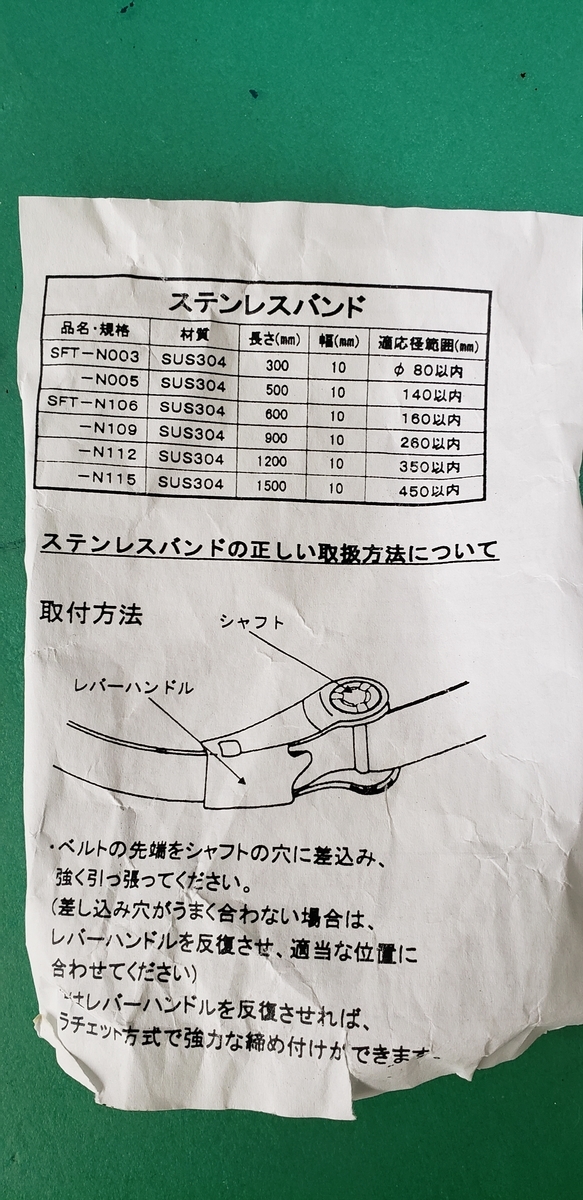 ステンレスバンド
品名・規格 材質 長さ(mm) 幅(mm) 適応径範囲(mm)
SFT－N003 SUS304 300 10 φ 80以内
－N005 SUS304 500 10 140以内
SFT－N106 SUS304 600 10 160以内
－N109 SUS304 900 10 260以内
－N112 SUS304 1200 10 350以内
－N115 SUS304 1500 10 450以内
ステンレスバンドの正しい取扱方法について
取付方法
シャフト
レバーハンドル
・ベルトの先端をシャフトの穴に差込み、
強く引っ張ってください。
(差し込み穴がうまく合わない場合は、
レバーハンドルを反復させ、適当な位置に
合わせてください)
はレバーハンドルを反復させれば、
ラチェット方式で強力な締め付けができます